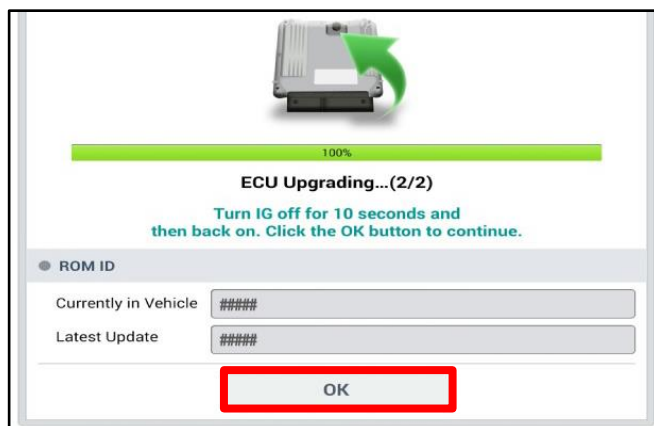 100%
ECU Upgrading...(2/2)
Turn IG off for 10 seconds and
then back on. Click the OK button to continue.
ROM ID
Currently in Vehicle #####
Latest Update #####
OK